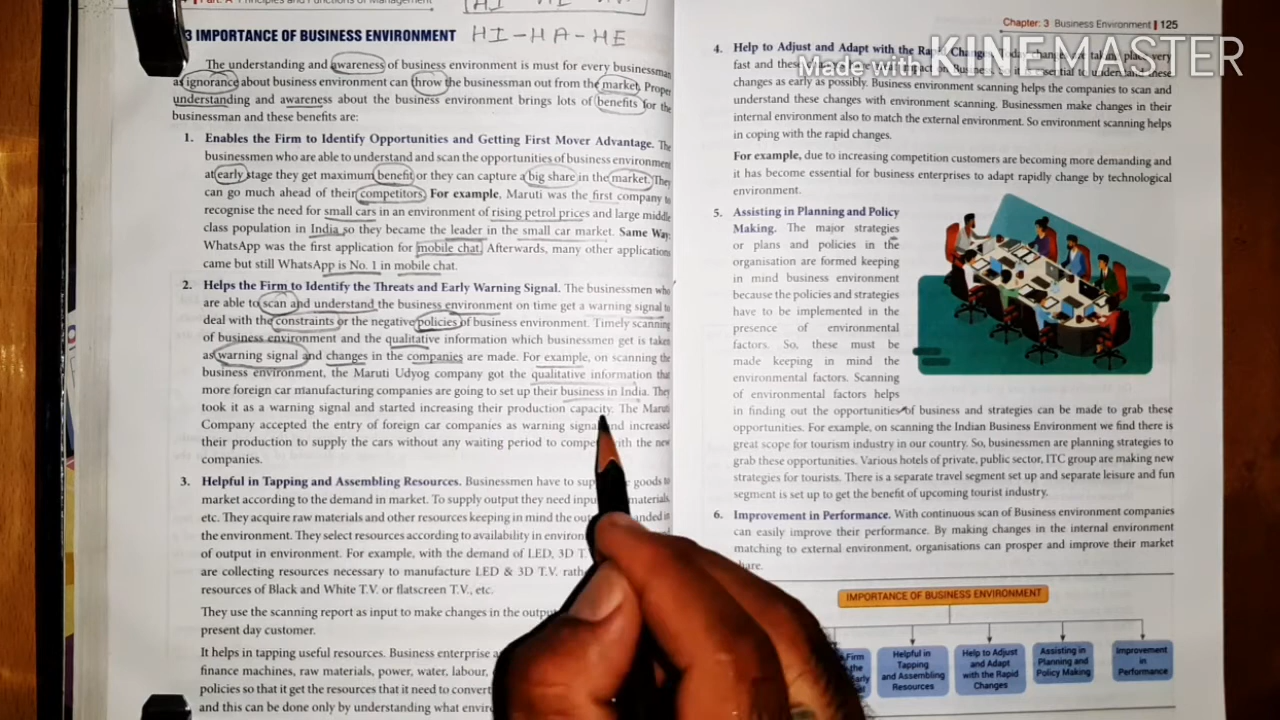 Principles and Functions of Management
3 IMPORTANCE OF BUSINESS ENVIRONMENT HI-HA-HE
The understanding and awareness of business environment is must for every businessman
as ignorance about business environment can throw the businessman out from the market. Proper
understanding and awareness about the business environment brings lots of benefits for the
businessman and these benefits are:
1. Enables the Firm to Identify Opportunities and Getting First Mover Advantage. The
businessmen who are able to understand and scan the opportunities of business environment
at early stage they get maximum benefit or they can capture a big share in the market. They
can go much ahead of their competitors. For example, Maruti was the first company to
recognise the need for small cars in an environment of rising petrol prices and large middle
class population in India so they became the leader in the small car market. Same Way:
WhatsApp was the first application for mobile chat. Afterwards, many other applications
came but still WhatsApp is No. 1 in mobile chat.
2. Helps the Firm to Identify the Threats and Early Warning Signal. The businessmen who
are able to scan and understand the business environment on time get a warning signal to
deal with the constraints or the negative policies of business environment. Timely scanning
of business environment and the qualitative information which businessmen get is taken
as warning signal and changes in the companies are made. For example, on scanning the
business environment, the Maruti Udyog company got the qualitative information that
more foreign car manufacturing companies are going to set up their business in India. They
took it as a warning signal and started increasing their production capacity. The Maruti
Company accepted the entry of foreign car companies as warning signal and increased
their production to supply the cars without any waiting period to compete with the new
companies.
3. Helpful in Tapping and Assembling Resources. Businessmen have to goods to
market according to the demand in market. To supply output they need materials,
etc. They acquire raw materials and other resources keeping in mind the
the environment. They select resources according to availability in
of output in environment. For example, with the demand of LED, 3D
are collecting resources necessary to manufacture LED & 3D T.V.
resources of Black and White T.V. or flatscreen T.V., etc.
They use the scanning report as input to make changes in the
present day customer.
It helps in tapping useful resources. Business enterprise
finance machines, raw materials, power, water, labour,
policies so that it get the resources that it need to convert
and this can be done only by understanding what
Chapter: 3 Business Environment 125
Made with KINEMASTER
4. Help to Adjust and Adapt with the Rapid
fast and these
changes as early as possibly. Business environment scanning helps the companies to scan and
understand these changes with environment scanning. Businessmen make changes in their
internal environment also to match the external environment. So environment scanning helps
in coping with the rapid changes.
For example, due to increasing competition customers are becoming more demanding and
it has become essential for business enterprises to adapt rapidly change by technological
environment.
5. Assisting in Planning and Policy
Making. The major strategies
or plans and policies in the
organisation are formed keeping
in mind business environment
because the policies and strategies
have to be implemented in the
presence of environmental
factors. So, these must be
made keeping in mind the
environmental factors. Scanning
of environmental factors helps
in finding out the opportunities of business and strategies can be made to grab these
opportunities. For example, on scanning the Indian Business Environment we find there is
great scope for tourism industry in our country. So, businessmen are planning strategies to
grab these opportunities. Various hotels of private, public sector, ITC group are making new
strategies for tourists. There is a separate travel segment set up and separate leisure and fun
segment is set up to get the benefit of upcoming tourist industry.
6. Improvement in Performance. With continuous scan of Business environment companies
can easily improve their performance. By making changes in the internal environment
matching to external environment, organisations can prosper and improve their market
share.
IMPORTANCE OF BUSINESS ENVIRONMENT
Firm
the
Helpful in
Tapping
and Assembling
Resources
Help to Adjust
and Adapt
with the Rapid
Changes
Assisting in
Planning and
Policy Making
Improvement
in
Performance